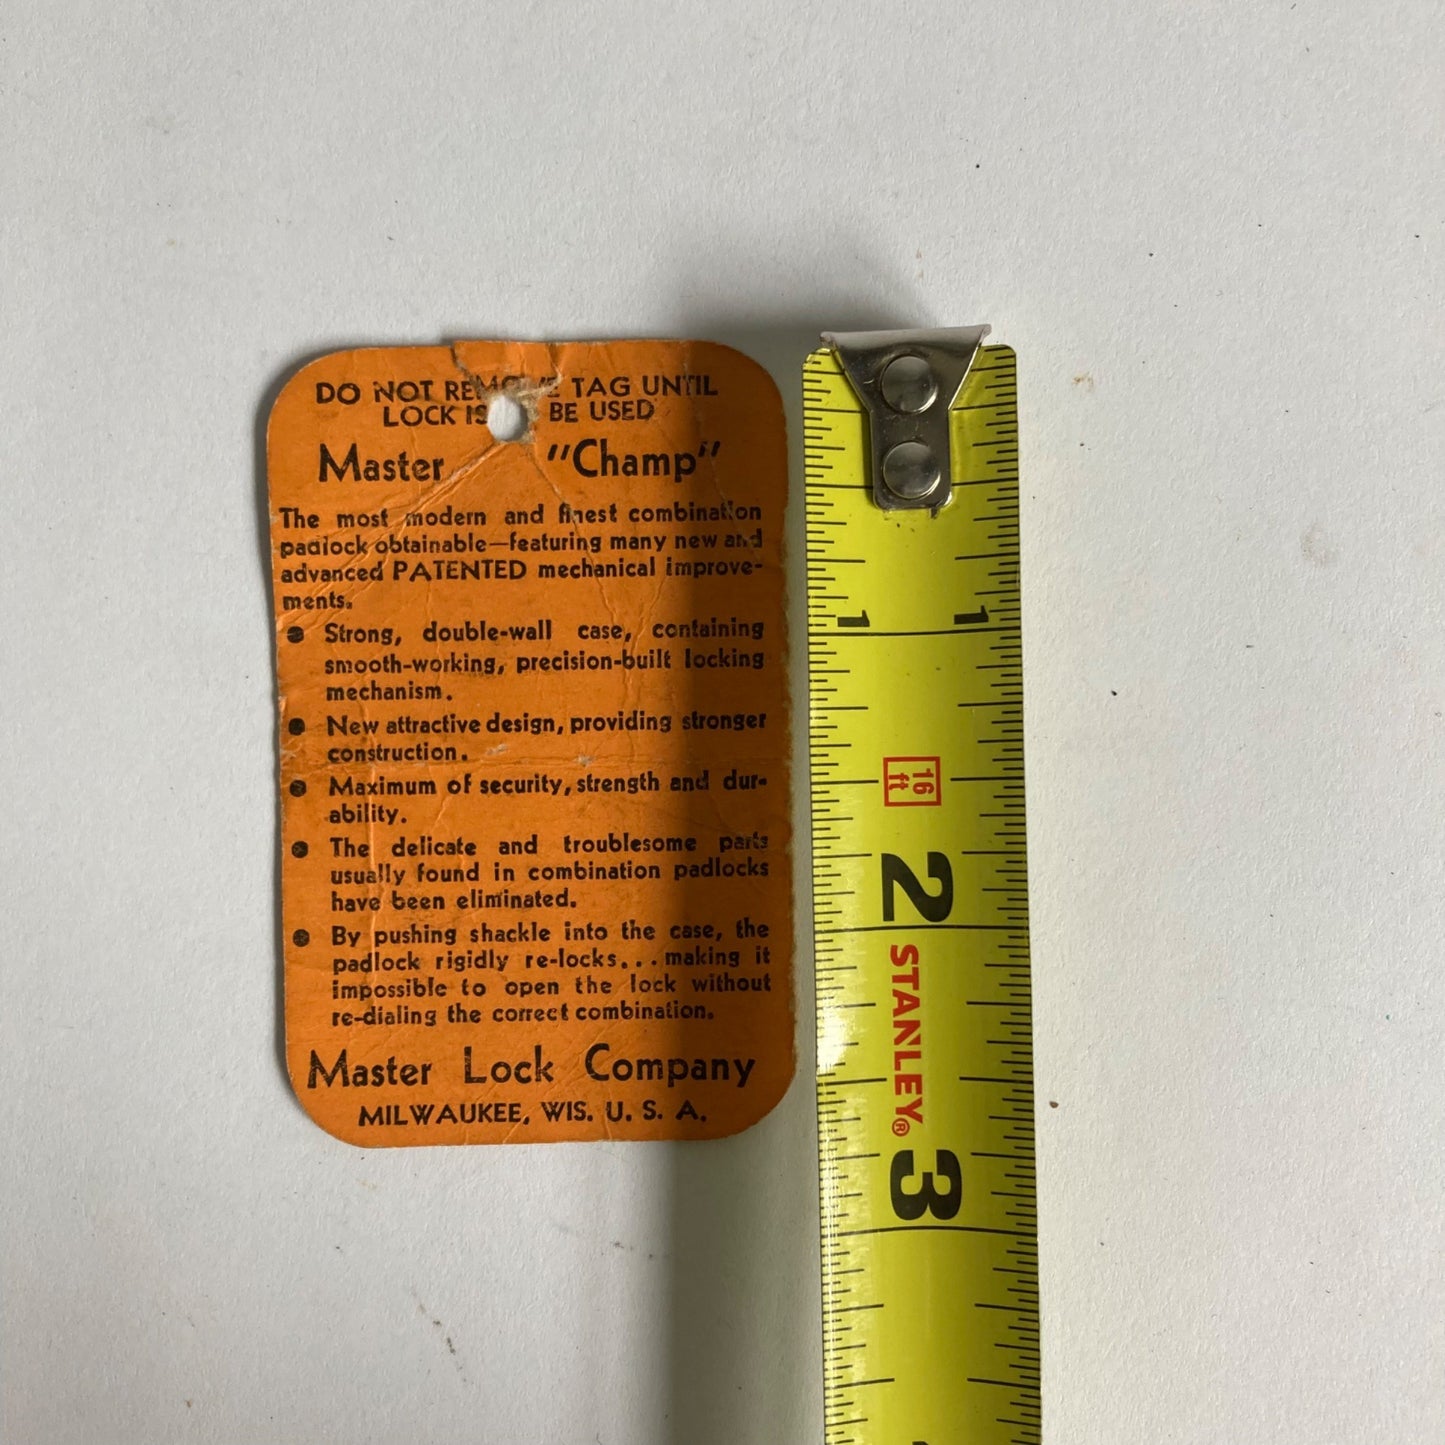 DO NOT REMOVE TAG UNTIL
LOCK IS BE USED
Master "Champ"
The most modern and finest combination
padlock obtainable—featuring many new and
advanced PATENTED mechanical improve-
ments.
● Strong, double-wall case, containing
smooth-working, precision-built locking
mechanism.
● New attractive design, providing stronger
construction.
● Maximum of security, strength and dur-
ability.
● The delicate and troublesome parts
usually found in combination padlocks
have been eliminated.
● By pushing shackle into the case, the
padlock rigidly re-locks...making it
impossible to open the lock without
re-dialing the correct combination.
Master Lock Company
MILWAUKEE, WIS. U. S. A.
1 1
16 ft
2
STANLEY®
3